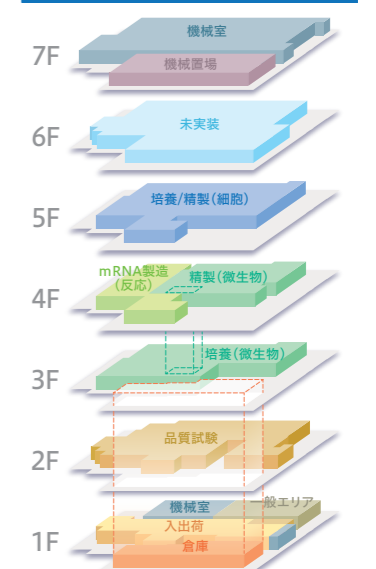 7F
機械室
機械置場
6F
未実装
5F
培養/精製(細胞)
4F
mRNA製造
(反応)
精製(微生物)
3F
培養(微生物)
2F
品質試験
1F
機械室
一般エリア
入出荷
倉庫